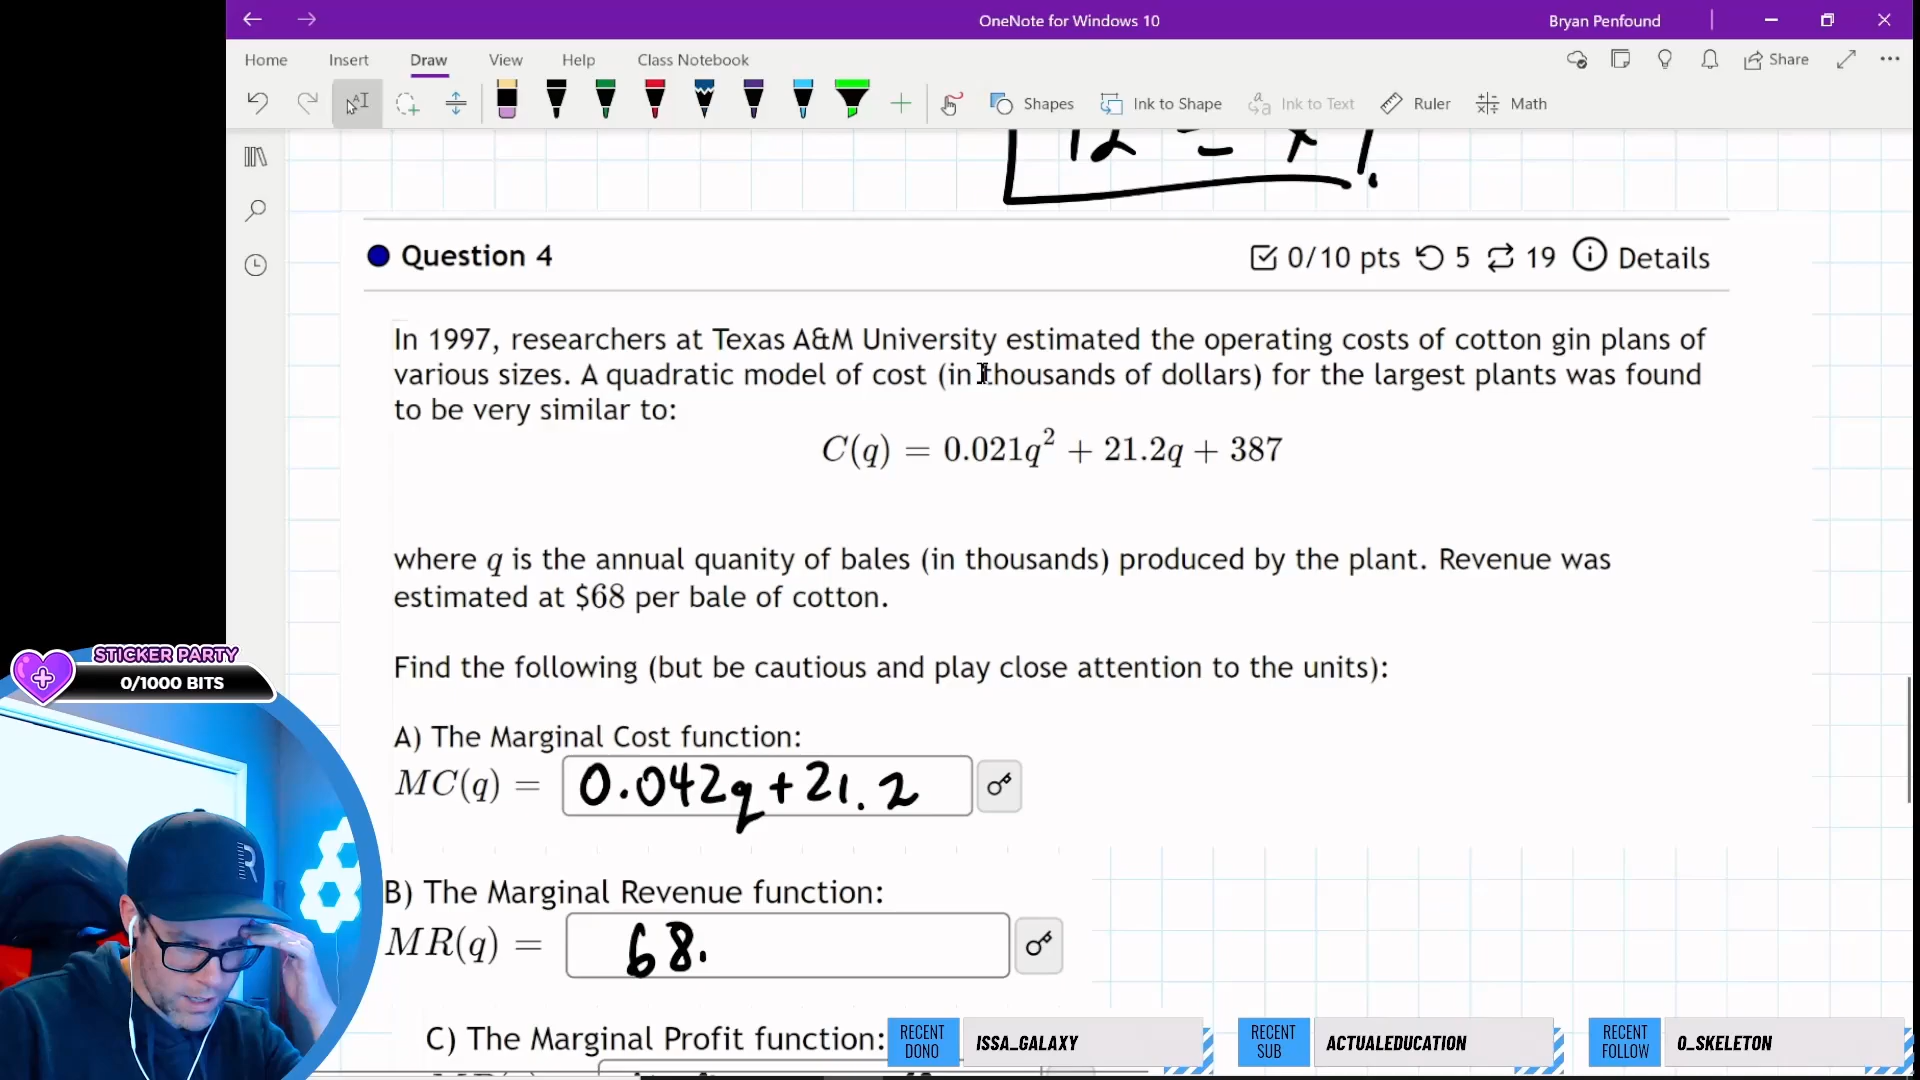 OneNote for Windows 10
Bryan Penfound
Home Insert Draw View Help Class Notebook
Share
Shapes Ink to Shape Ink to Text Ruler Math
12 = x!
Question 4
0/10 pts 5 19 Details
In 1997, researchers at Texas A&M University estimated the operating costs of cotton gin plans of
various sizes. A quadratic model of cost (in thousands of dollars) for the largest plants was found
to be very similar to:
C(q) = 0.021q² + 21.2q + 387
where q is the annual quanity of bales (in thousands) produced by the plant. Revenue was
estimated at $68 per bale of cotton.
Find the following (but be cautious and play close attention to the units):
A) The Marginal Cost function:
MC(q) = 0.042q + 21.2
B) The Marginal Revenue function:
MR(q) = 68.
C) The Marginal Profit function:
STICKER PARTY
0/1000 BITS
RECENT DONO ISSA_GALAXY
RECENT SUB ACTUALEDUCATION
RECENT FOLLOW O_SKELETON